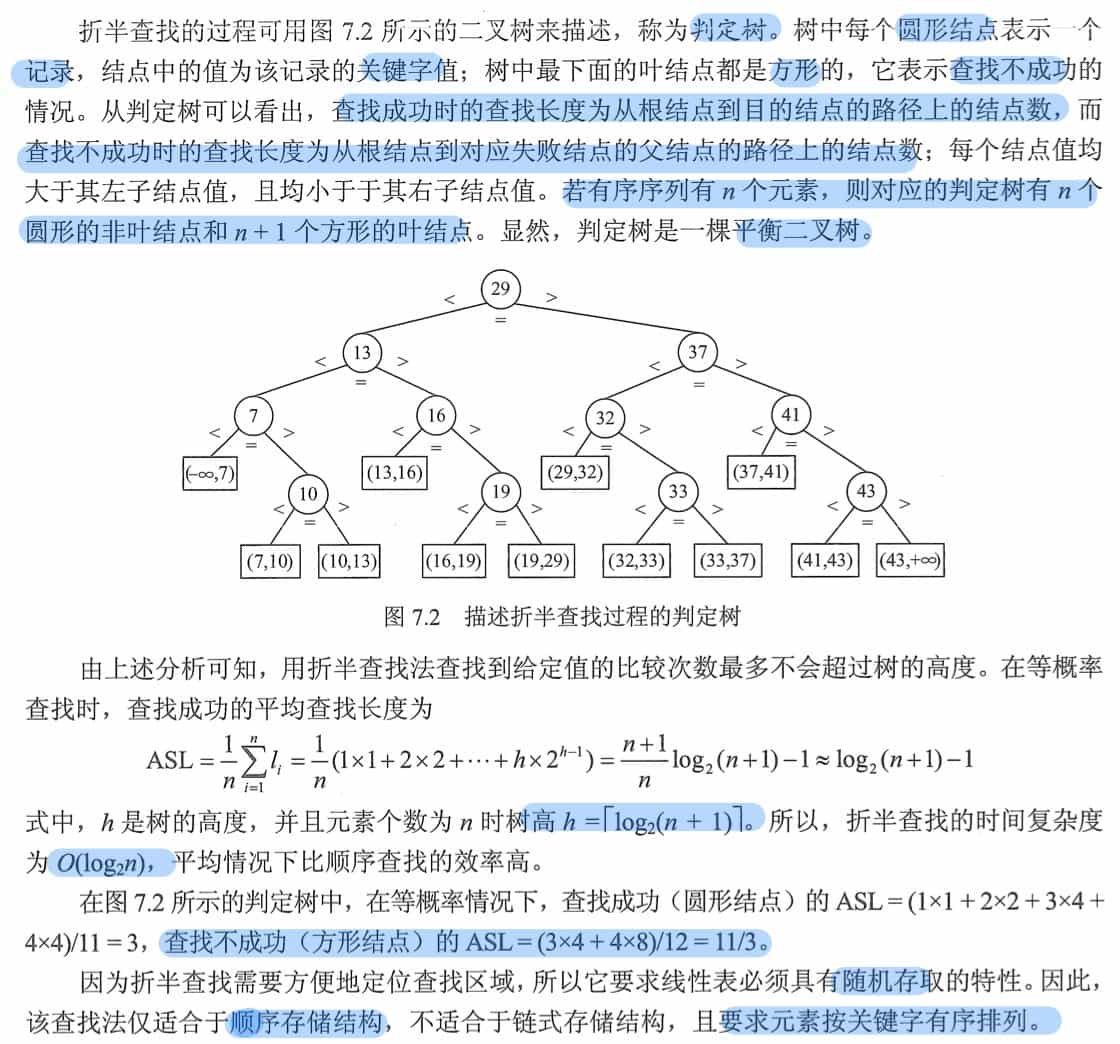 折半查找的过程可用图 7.2 所示的二叉树来描述，称为判定树。树中每个圆形结点表示一个
记录，结点中的值为该记录的关键字值；树中最下面的叶结点都是方形的，它表示查找不成功的
情况。从判定树可以看出，查找成功时的查找长度为从根结点到目的结点的路径上的结点数，而
查找不成功时的查找长度为从根结点到对应失败结点的父结点的路径上的结点数；每个结点值均
大于其左子结点值，且均小于于其右子结点值。若有序序列有 n 个元素，则对应的判定树有 n 个
圆形的非叶结点和 n + 1 个方形的叶结点。显然，判定树是一棵平衡二叉树。
< 29 >
=
< 13 > < 37 >
= =
< 7 > < 16 > < 32 > < 41 >
= = = =
(−∞,7) (13,16) (29,32) (37,41)
< 10 > < 19 > < 33 > < 43 >
= = = =
(7,10) (10,13) (16,19) (19,29) (32,33) (33,37) (41,43) (43,+∞)
图 7.2 描述折半查找过程的判定树
由上述分析可知，用折半查找法查找到给定值的比较次数最多不会超过树的高度。在等概率
查找时，查找成功的平均查找长度为
ASL = \frac{1}{n} \sum_{i=1}^{n} l_i = \frac{1}{n}(1×1+2×2+⋯+h×2^{h−1}) = \frac{n+1}{n} log₂(n+1)−1 ≈ log₂(n+1)−1
式中，h 是树的高度，并且元素个数为 n 时树高 h =⌈log₂(n + 1)⌉。所以，折半查找的时间复杂度
为 O(log₂n)，平均情况下比顺序查找的效率高。
在图 7.2 所示的判定树中，在等概率情况下，查找成功（圆形结点）的 ASL = (1×1 + 2×2 + 3×4 +
4×4)/11 = 3，查找不成功（方形结点）的 ASL = (3×4 + 4×8)/12 = 11/3。
因为折半查找需要方便地定位查找区域，所以它要求线性表必须具有随机存取的特性。因此，
该查找法仅适合于顺序存储结构，不适合于链式存储结构，且要求元素按关键字有序排列。